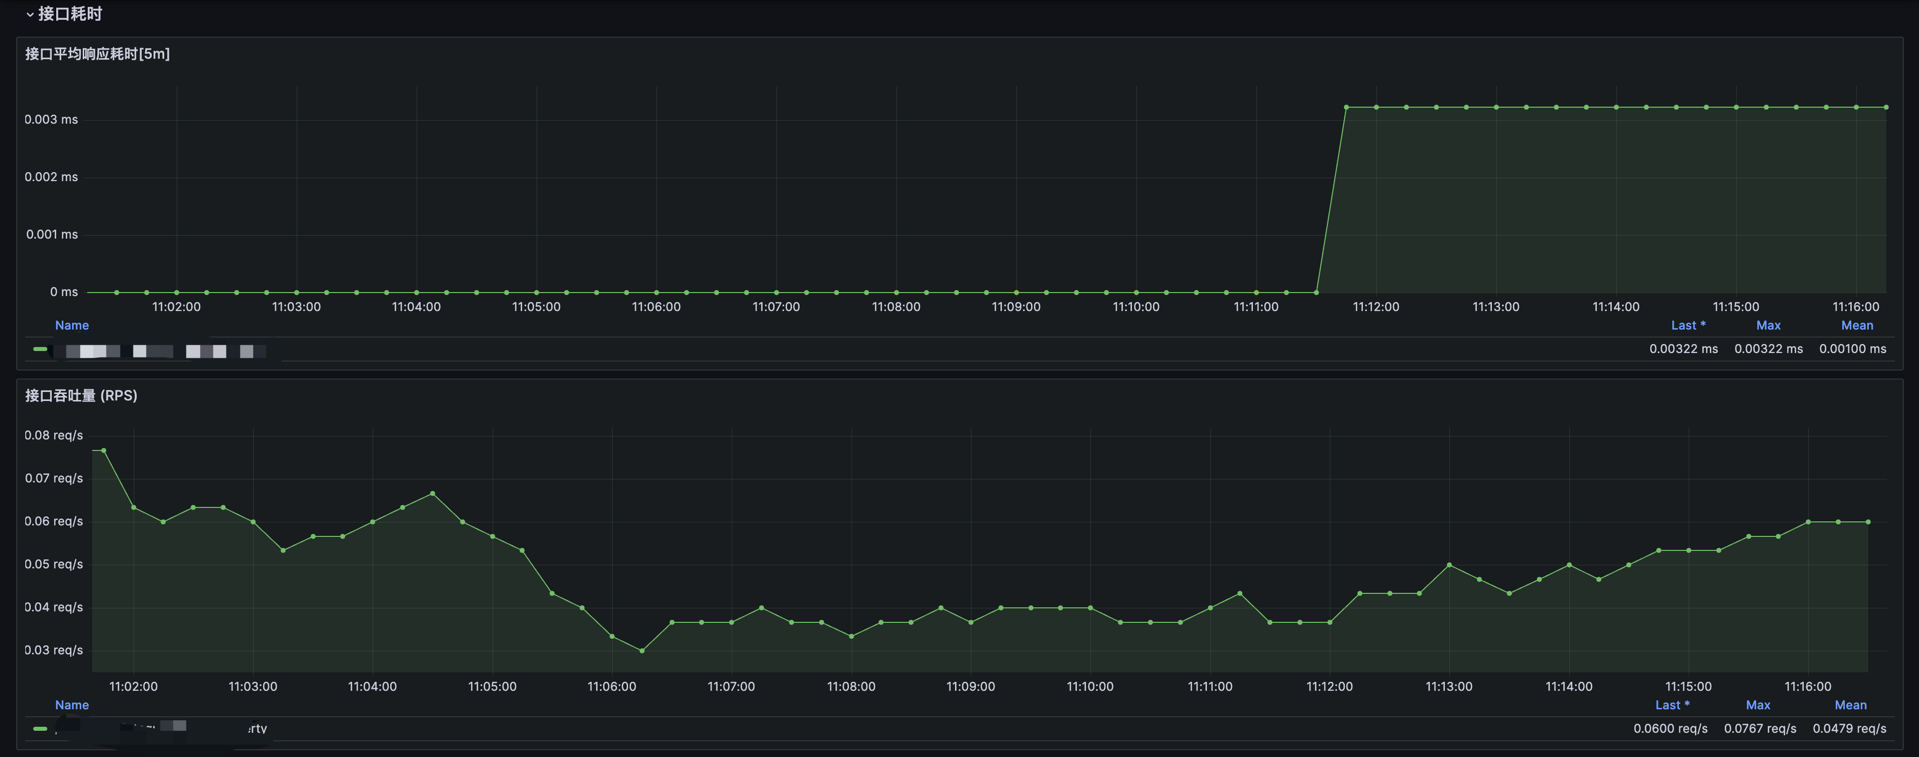 接口耗时
接口平均响应耗时[5m]
0.003 ms
0.002 ms
0.001 ms
0 ms
11:02:00 11:03:00 11:04:00 11:05:00 11:06:00 11:07:00 11:08:00 11:09:00 11:10:00 11:11:00 11:12:00 11:13:00 11:14:00 11:15:00 11:16:00
Name Last * Max Mean
0.00322 ms 0.00322 ms 0.00100 ms
接口吞吐量 (RPS)
0.08 req/s
0.07 req/s
0.06 req/s
0.05 req/s
0.04 req/s
0.03 req/s
11:02:00 11:03:00 11:04:00 11:05:00 11:06:00 11:07:00 11:08:00 11:09:00 11:10:00 11:11:00 11:12:00 11:13:00 11:14:00 11:15:00 11:16:00
Name Last * Max Mean
erty 0.0600 req/s 0.0767 req/s 0.0479 req/s